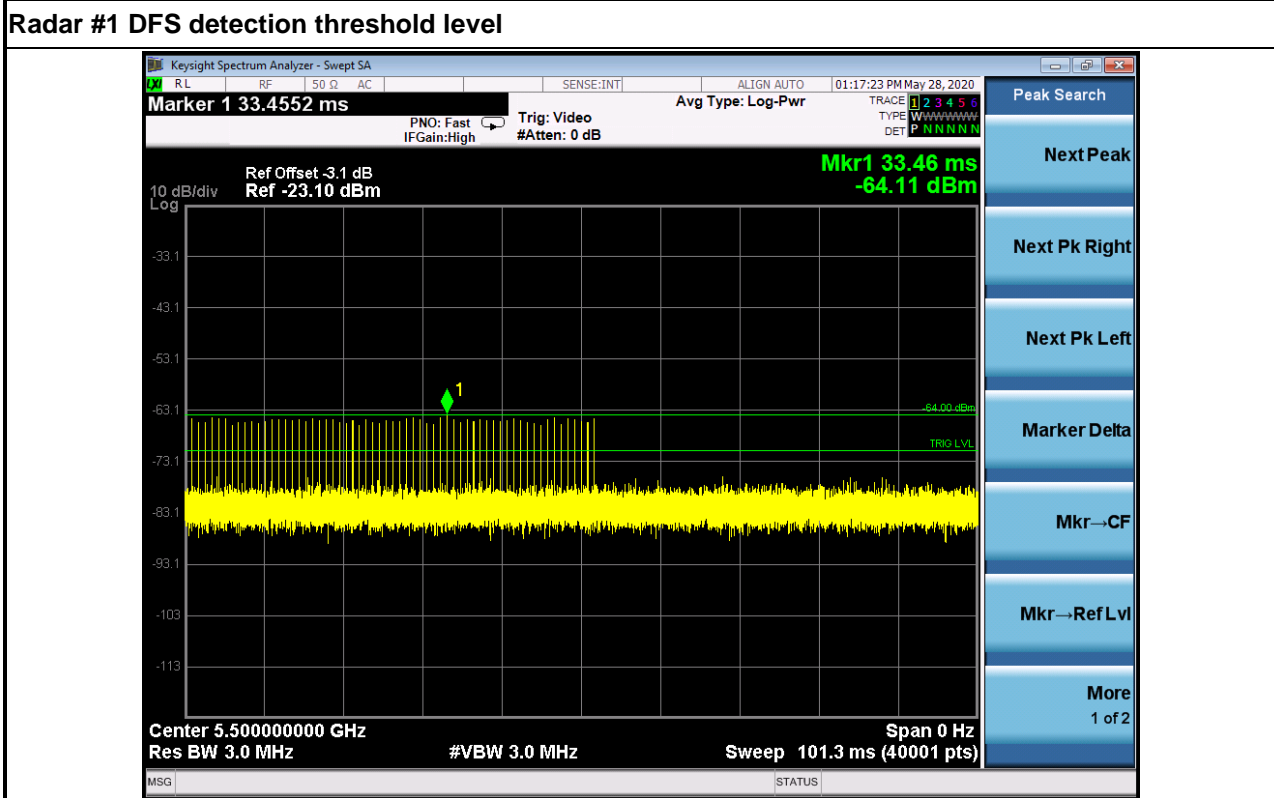 Radar #1 DFS detection threshold level
Keysight Spectrum Analyzer - Swept SA
LXI RL RF 50 Ω AC SENSE:INT ALIGN AUTO 01:17:23 PM May 28, 2020
Marker 1 33.4552 ms
PNO: Fast
IFGain:High
Trig: Video
#Atten: 0 dB
Avg Type: Log-Pwr
TRACE 1 2 3 4 5 6
TYPE WWWWWW
DET P N N N N N
Mkr1 33.46 ms
-64.11 dBm
Ref Offset -3.1 dB
10 dB/div Ref -23.10 dBm
Log
-33.1
-43.1
-53.1
1
-63.1
-64.00 dBm
TRIG LVL
-73.1
-83.1
-93.1
-103
-113
Center 5.500000000 GHz Span 0 Hz
Res BW 3.0 MHz #VBW 3.0 MHz Sweep 101.3 ms (40001 pts)
MSG STATUS
Peak Search
Next Peak
Next Pk Right
Next Pk Left
Marker Delta
Mkr→CF
Mkr→Ref Lvl
More
1 of 2